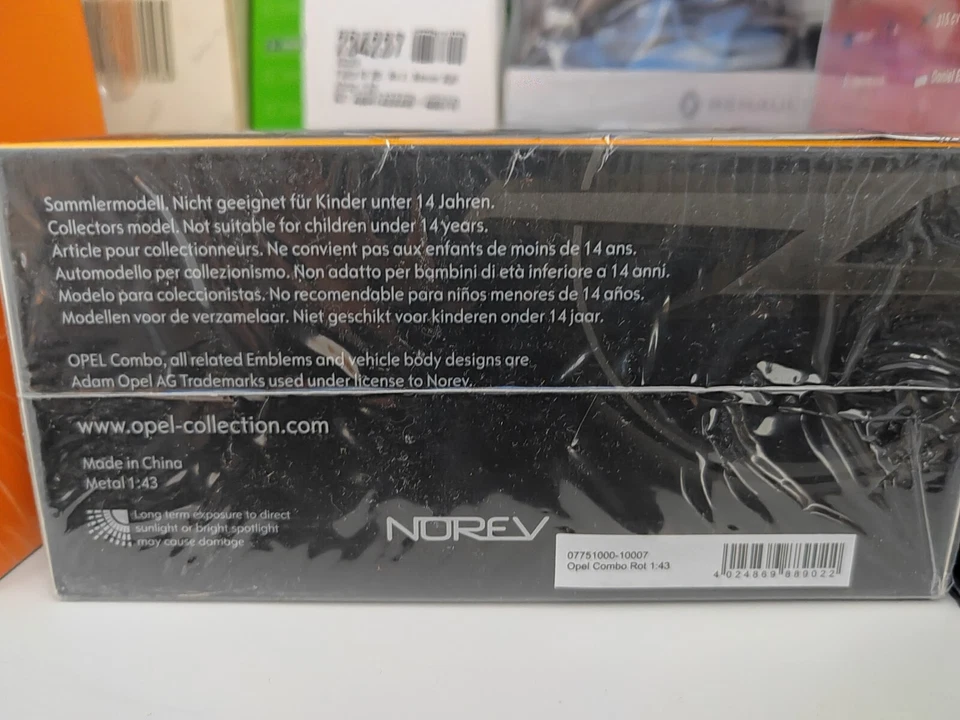 RENAULT
Daniel
Sammlermodell. Nicht geeignet für Kinder unter 14 Jahren.
Collectors model. Not suitable for children under 14 years.
Article pour collectionneurs. Ne convient pas aux enfants de moins de 14 ans.
Automodello per collezionismo. Non adatto per bambini di età inferiore a 14 anni.
Modelo para coleccionistas. No recomendable para niños menores de 14 años.
Modellen voor de verzamelaar. Niet geschikt voor kinderen onder 14 jaar.
OPEL Combo, all related Emblems and vehicle body designs are
Adam Opel AG Trademarks used under license to Norev.
www.opel-collection.com
Made in China
Metal 1:43
Long term exposure to direct
sunlight or bright spotlight
may cause damage
NOREV
07751000-10007
Opel Combo Rot 1:43
4 024869 889022